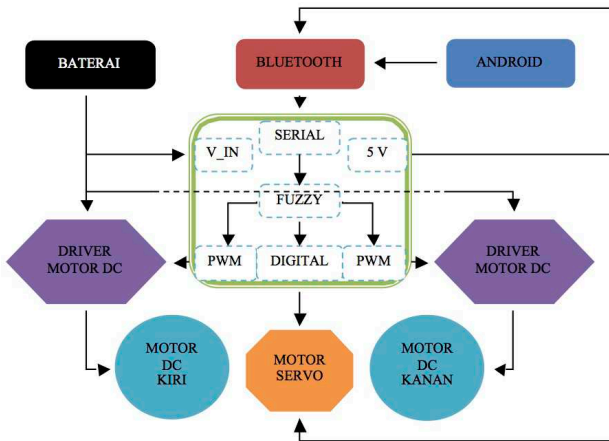 BATERAI
BLUETOOTH
ANDROID
SERIAL
V_IN
5 V
FUZZY
DRIVER
MOTOR DC
PWM
DIGITAL
PWM
DRIVER
MOTOR DC
MOTOR
DC
KIRI
MOTOR
SERVO
MOTOR
DC
KANAN